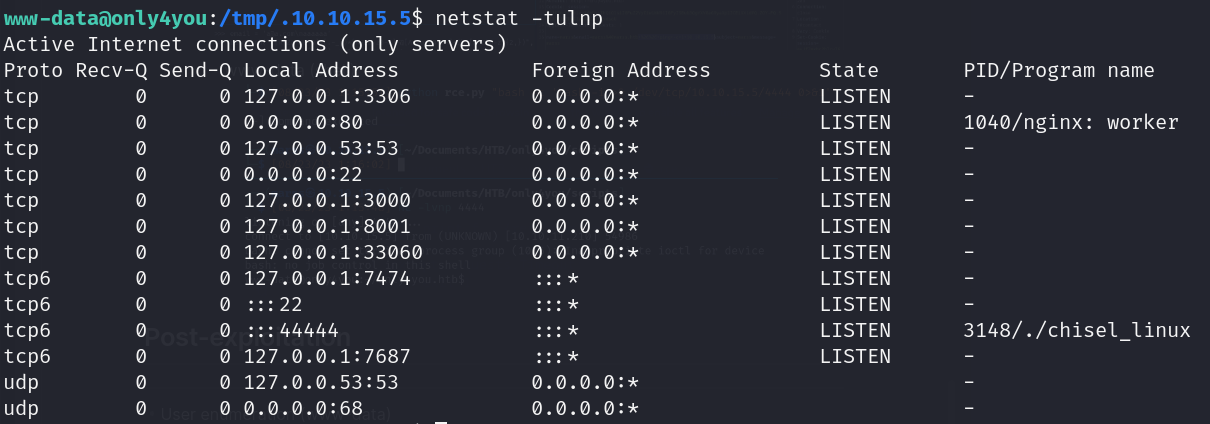 www-data@only4you:/tmp/.10.10.15.5$ netstat -tulnp
Active Internet connections (only servers)
Proto Recv-Q Send-Q Local Address           Foreign Address         State       PID/Program name
tcp        0      0 127.0.0.1:3306          0.0.0.0:*               LISTEN      -
tcp        0      0 0.0.0.0:80              0.0.0.0:*               LISTEN      1040/nginx: worker
tcp        0      0 127.0.0.53:53           0.0.0.0:*               LISTEN      -
tcp        0      0 0.0.0.0:22              0.0.0.0:*               LISTEN      -
tcp        0      0 127.0.0.1:3000          0.0.0.0:*               LISTEN      -
tcp        0      0 127.0.0.1:8001          0.0.0.0:*               LISTEN      -
tcp        0      0 127.0.0.1:33060         0.0.0.0:*               LISTEN      -
tcp6       0      0 127.0.0.1:7474          :::*                    LISTEN      -
tcp6       0      0 :::22                   :::*                    LISTEN      -
tcp6       0      0 :::44444                :::*                    LISTEN      3148/./chisel_linux
tcp6       0      0 127.0.0.1:7687          :::*                    LISTEN      -
udp        0      0 127.0.0.53:53           0.0.0.0:*                           -
udp        0      0 0.0.0.0:68              0.0.0.0:*                           -
Post-exploitation